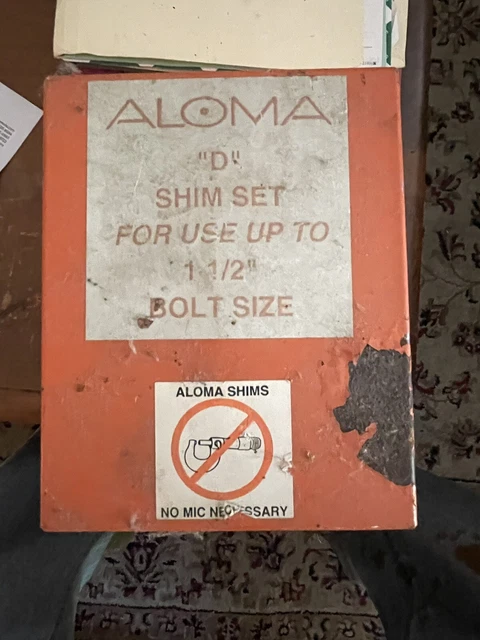 ALOMA
"D"
SHIM SET
FOR USE UP TO
1 1/2"
BOLT SIZE
ALOMA SHIMS
NO MIC NECESSARY